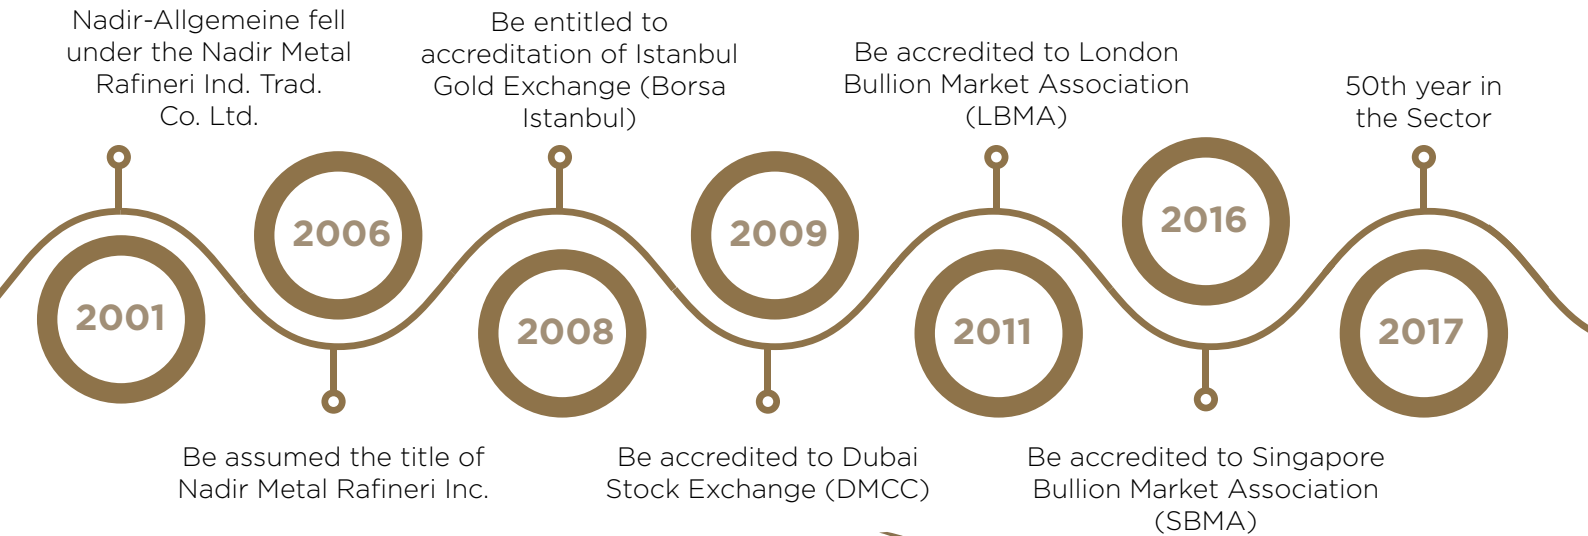 Nadir-Allgemeine fell
under the Nadir Metal
Rafineri Ind. Trad.
Co. Ltd.
2001
2006
Be assumed the title of
Nadir Metal Rafineri Inc.
Be entitled to
accreditation of Istanbul
Gold Exchange (Borsa
Istanbul)
2008
2009
Be accredited to Dubai
Stock Exchange (DMCC)
Be accredited to London
Bullion Market Association
(LBMA)
2011
2016
Be accredited to Singapore
Bullion Market Association
(SBMA)
50th year in
the Sector
2017